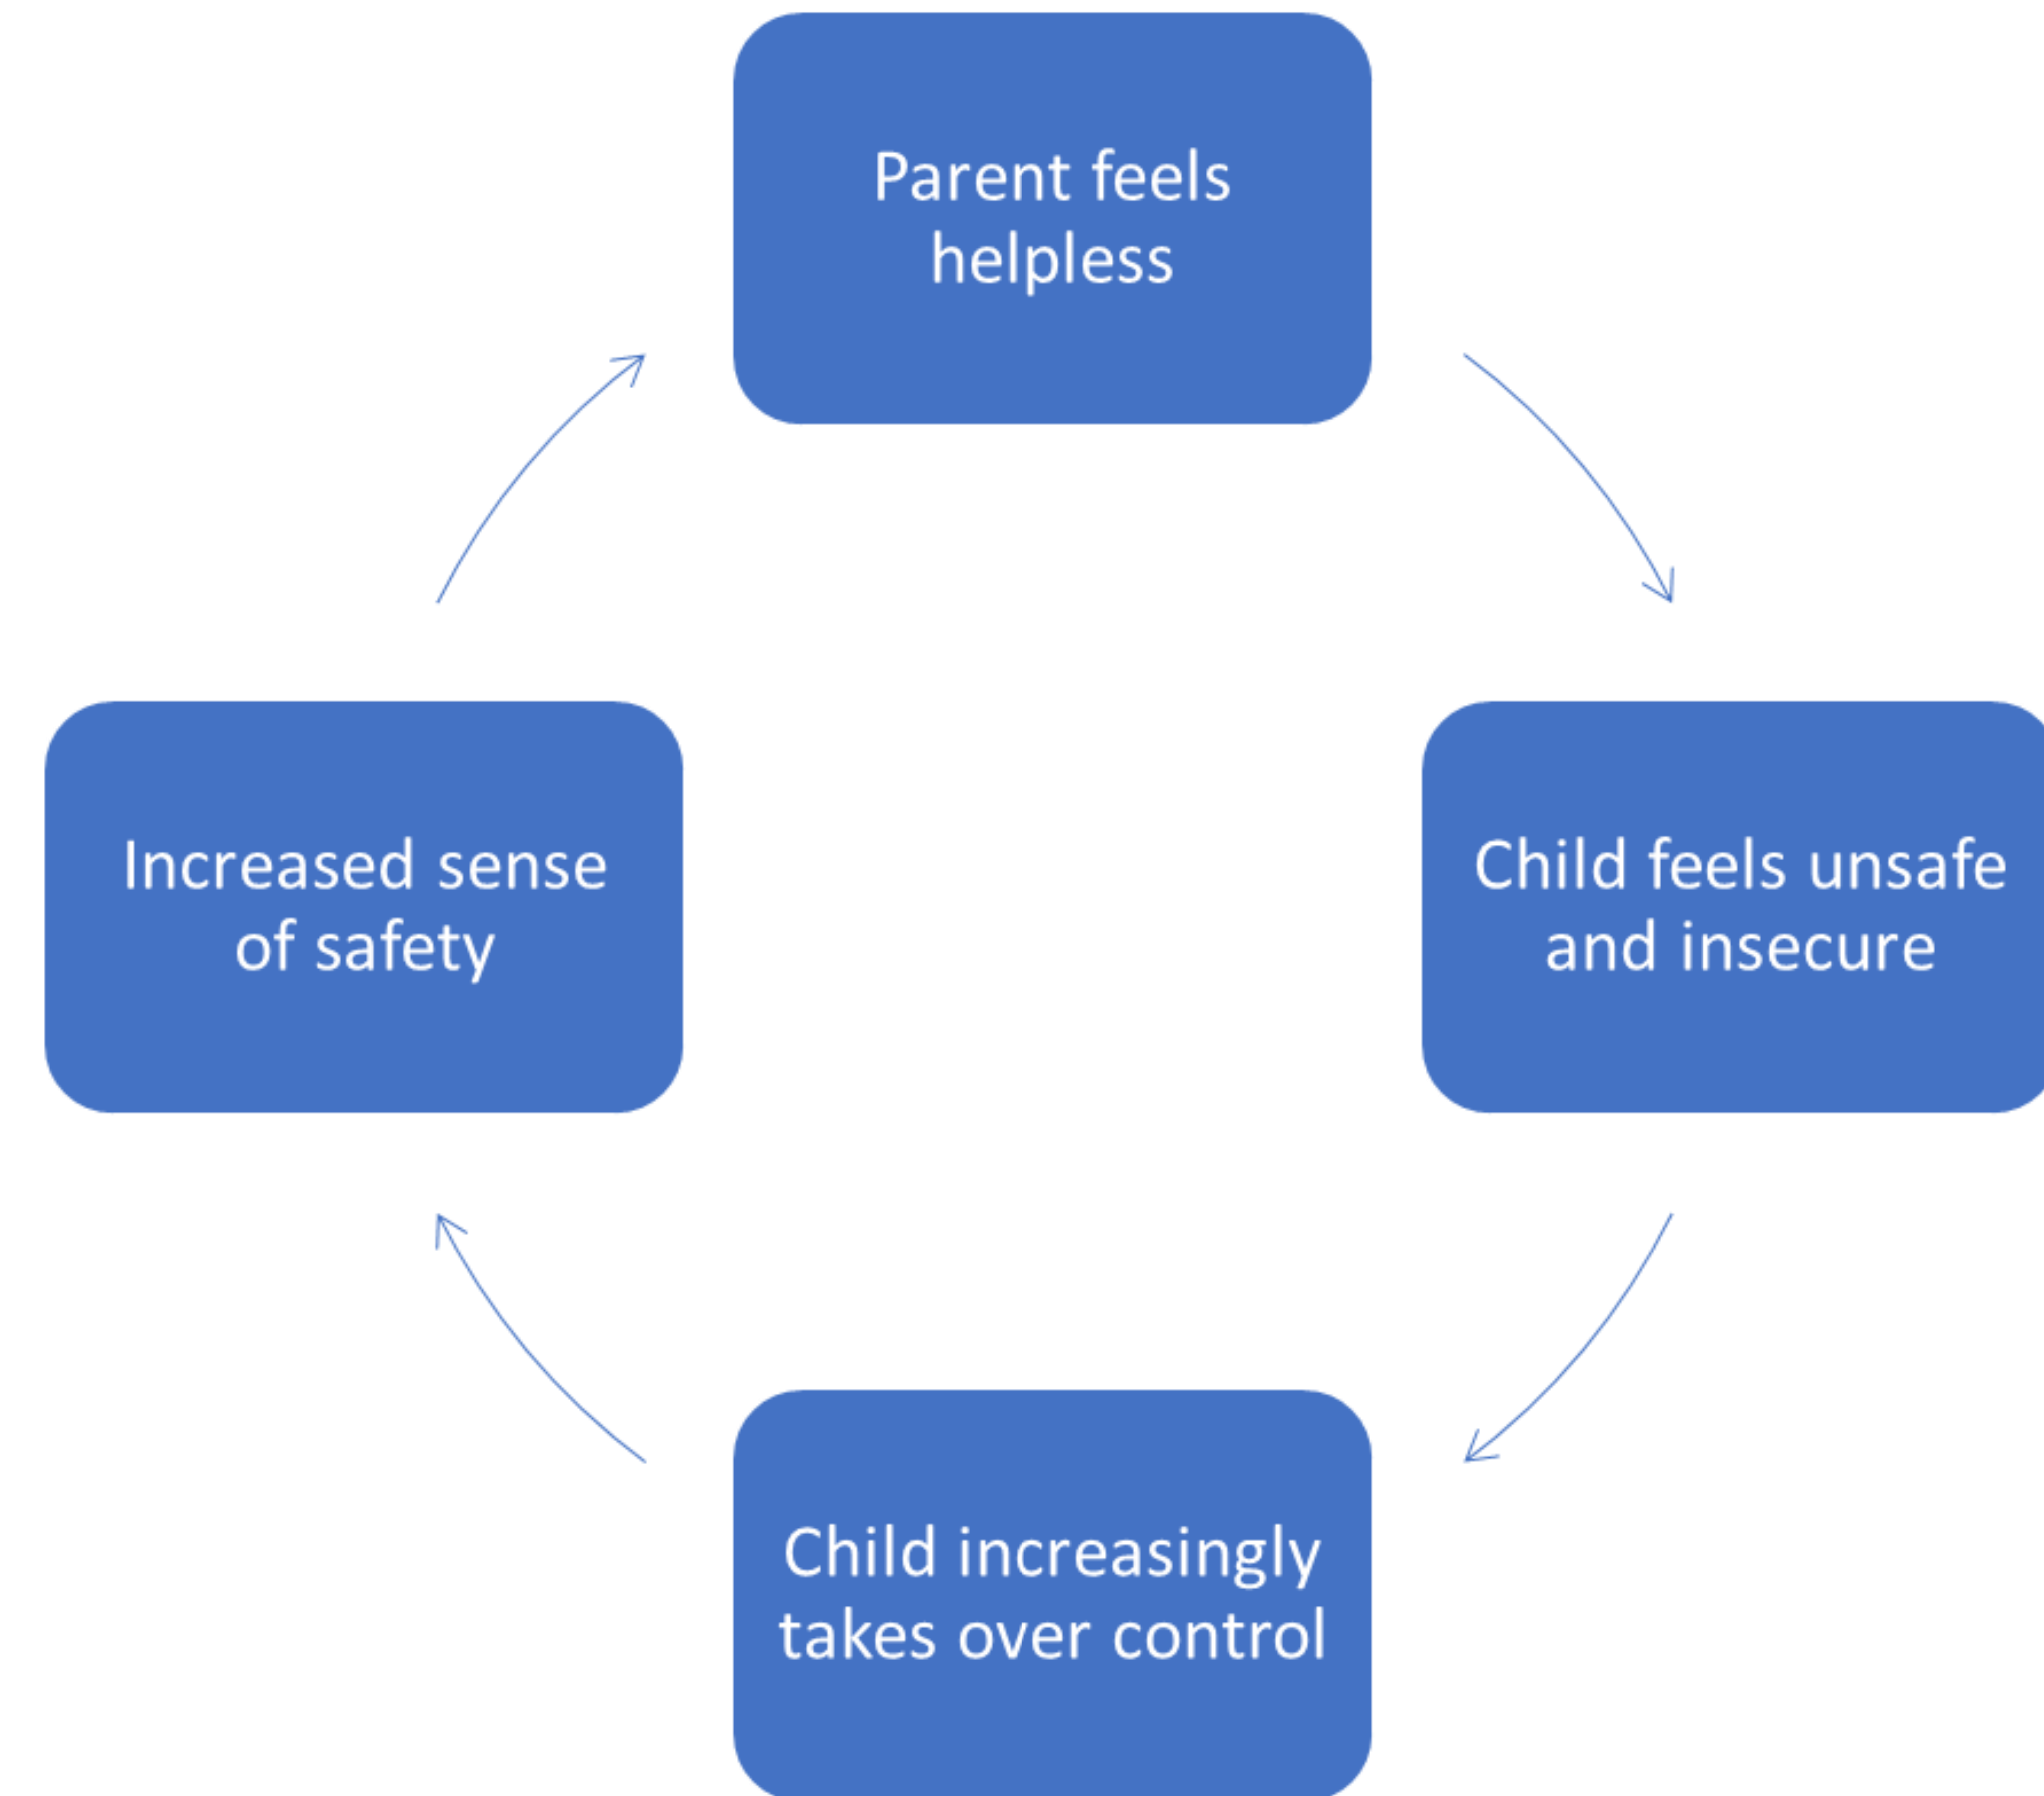 Parent feels
helpless
Child feels unsafe
and insecure
Child increasingly
takes over control
Increased sense
of safety